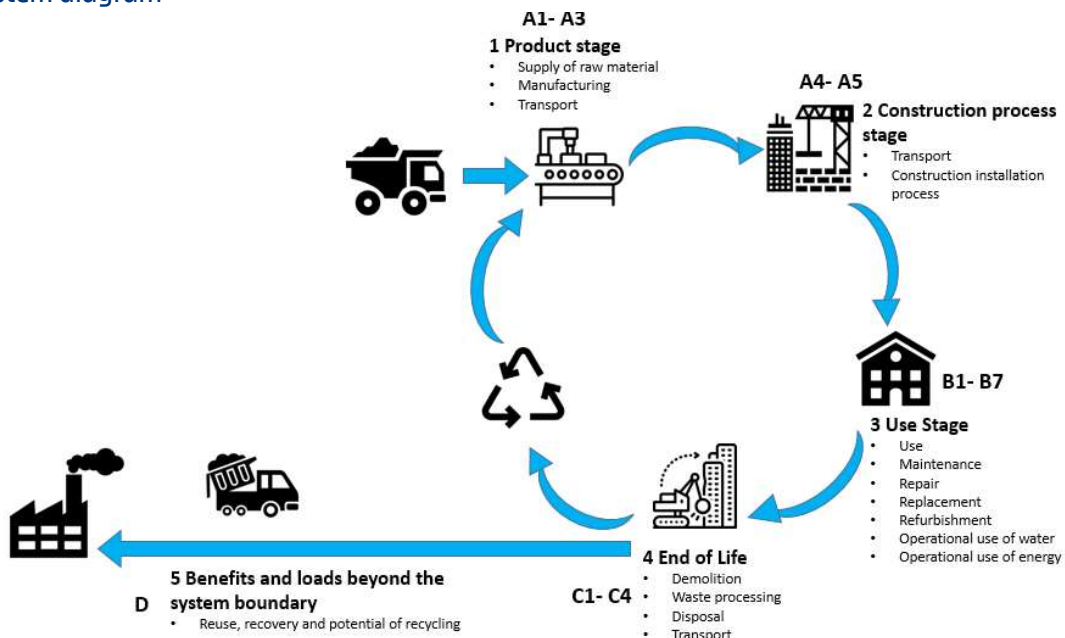 stem diagram
A1- A3
1 Product stage
• Supply of raw material
• Manufacturing
• Transport
A4- A5
2 Construction process
stage
• Transport
• Construction installation
process
B1- B7
3 Use Stage
• Use
• Maintenance
• Repair
• Replacement
• Refurbishment
• Operational use of water
• Operational use of energy
4 End of Life
C1- C4
• Demolition
• Waste processing
• Disposal
• Transport
5 Benefits and loads beyond the
D system boundary
• Reuse, recovery and potential of recycling